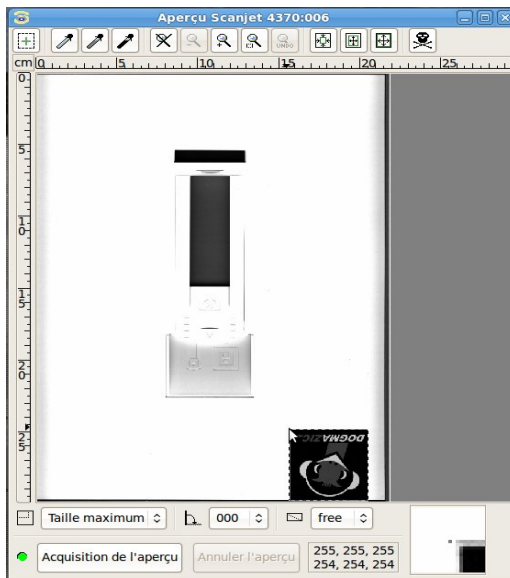 Aperçu Scanjet 4370:006
UNDO
cm 0 5 10 15 20 25
0
5
10
15
20
25
DOGMAZIC
Taille maximum 000 free
Acquisition de l'aperçu Annuler l'aperçu 255, 255, 255
254, 254, 254